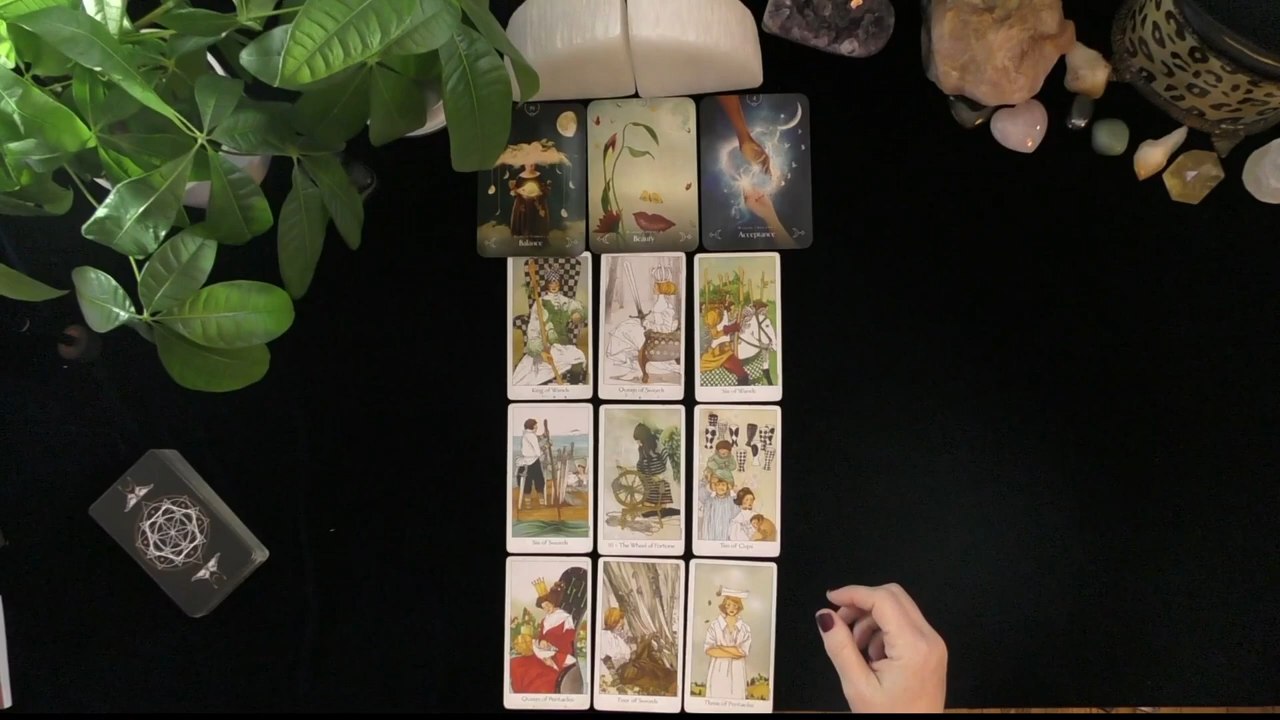 Balance
Beauty
Acceptance
King of Wands
Queen of Swords
Six of Wands
Six of Swords
The Wheel of Fortune
Ten of Cups
Queen of Pentacles
Four of Swords
Three of Pentacles